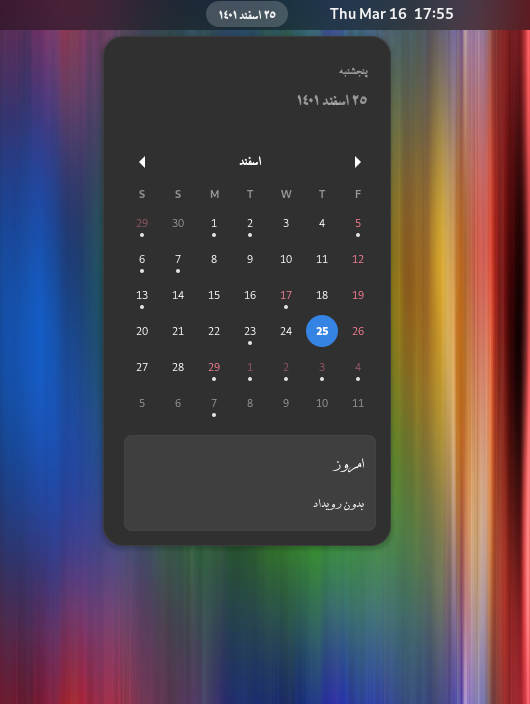 ۲۵ اسفند ۱۴۰۱ Thu Mar 16 17:55
پنجشنبه
۲۵ اسفند ۱۴۰۱
اسفند
S S M T W T F
29 30 1 2 3 4 5
6 7 8 9 10 11 12
13 14 15 16 17 18 19
20 21 22 23 24 25 26
27 28 29 1 2 3 4
5 6 7 8 9 10 11
امروز
بدون رویداد